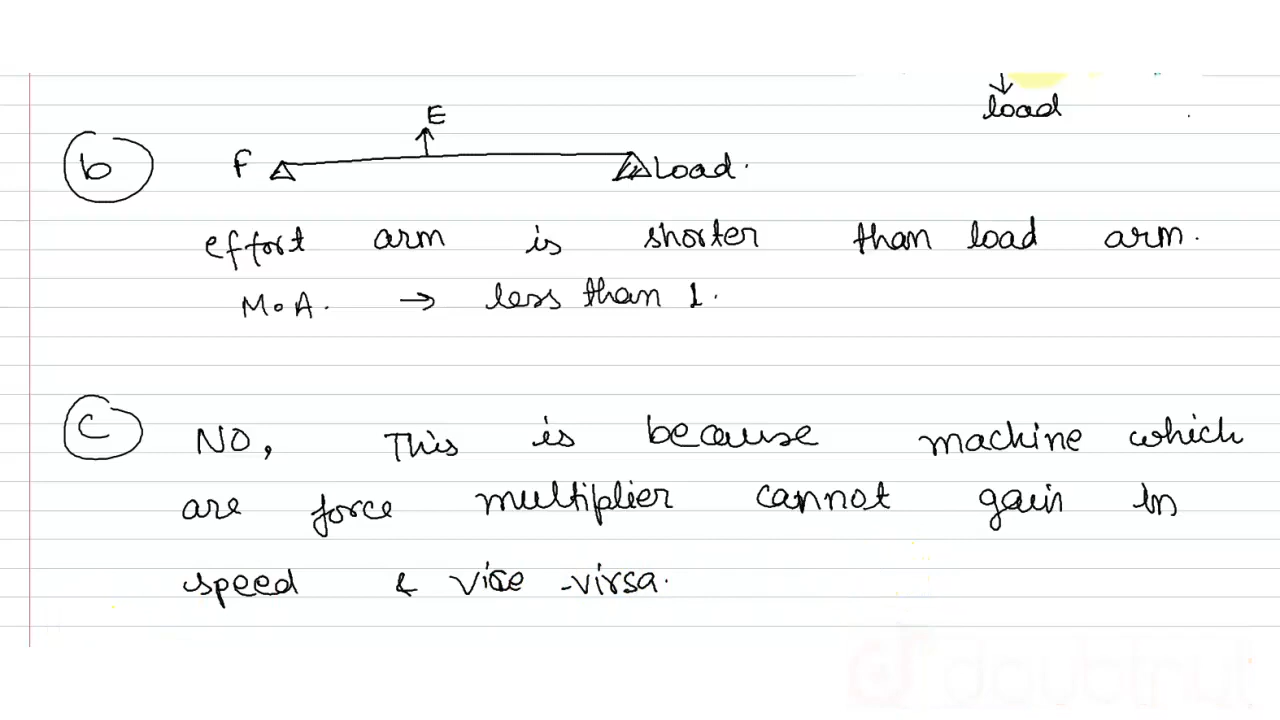 load
b
E
F Load.
effort arm is shorter than load arm.
M.A. → less than 1.
C
NO, This is because machine which
are force multiplier cannot gain in
speed & vice -virsa.
doubtnut